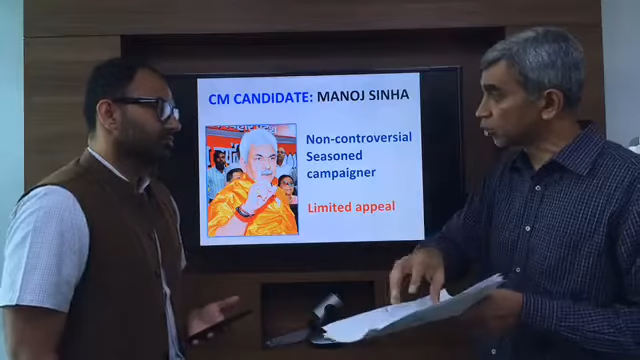 CM CANDIDATE: MANOJ SINHA
Non-controversial
Seasoned
campaigner
Limited appeal